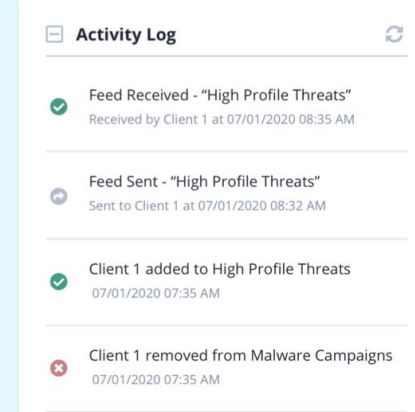 Activity Log
Feed Received - “High Profile Threats”
Received by Client 1 at 07/01/2020 08:35 AM
Feed Sent - “High Profile Threats”
Sent to Client 1 at 07/01/2020 08:32 AM
Client 1 added to High Profile Threats
07/01/2020 07:35 AM
Client 1 removed from Malware Campaigns
07/01/2020 07:35 AM